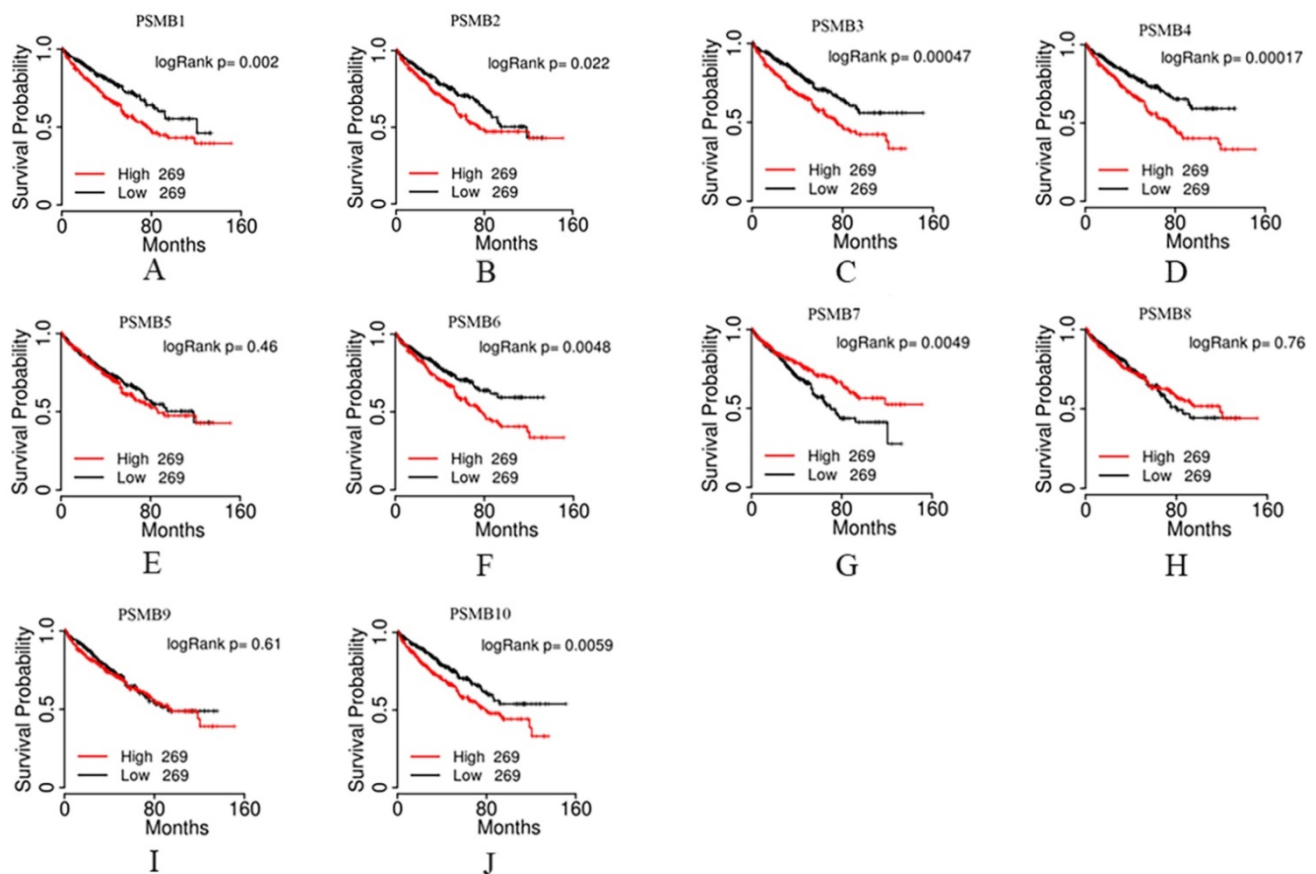 PSMB1
logRank p= 0.002
Survival Probability
1.0
0.5
0
High 269
Low 269
0 80 160
Months
A
PSMB2
logRank p= 0.022
Survival Probability
1.0
0.5
0
High 269
Low 269
0 80 160
Months
B
PSMB3
logRank p= 0.00047
Survival Probability
1.0
0.5
0
High 269
Low 269
0 80 160
Months
C
PSMB4
logRank p= 0.00017
Survival Probability
1.0
0.5
0
High 269
Low 269
0 80 160
Months
D
PSMB5
logRank p= 0.46
Survival Probability
1.0
0.5
0
High 269
Low 269
0 80 160
Months
E
PSMB6
logRank p= 0.0048
Survival Probability
1.0
0.5
0
High 269
Low 269
0 80 160
Months
F
PSMB7
logRank p= 0.0049
Survival Probability
1.0
0.5
0
High 269
Low 269
0 80 160
Months
G
PSMB8
logRank p= 0.76
Survival Probability
1.0
0.5
0
High 269
Low 269
0 80 160
Months
H
PSMB9
logRank p= 0.61
Survival Probability
1.0
0.5
0
High 269
Low 269
0 80 160
Months
I
PSMB10
logRank p= 0.0059
Survival Probability
1.0
0.5
0
High 269
Low 269
0 80 160
Months
J